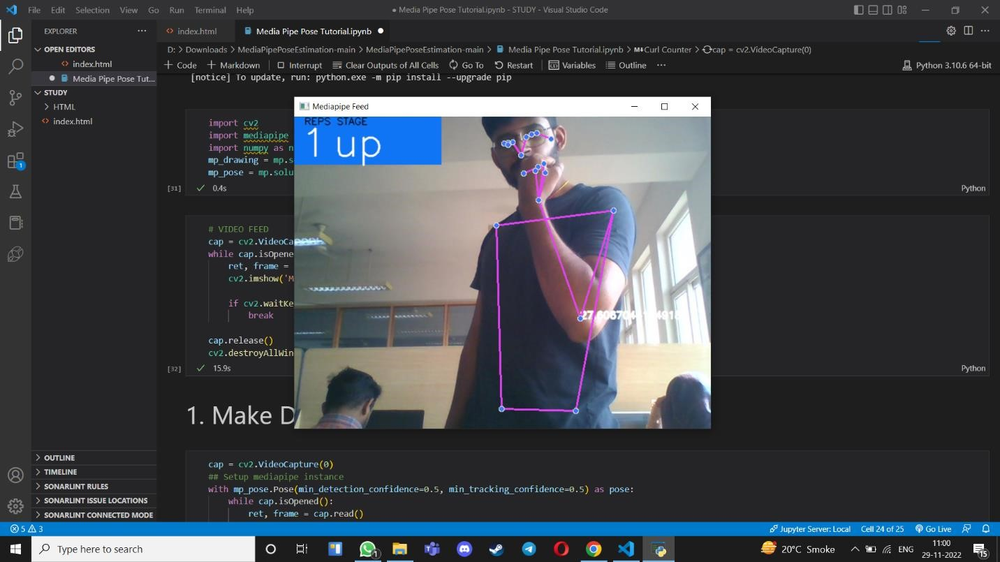 File Edit Selection View Go Run Terminal Help
● Media Pipe Pose Tutorial.ipynb - STUDY - Visual Studio Code
EXPLORER
OPEN EDITORS
index.html
● Media Pipe Pose Tut...
STUDY
HTML
index.html
OUTLINE
TIMELINE
SONARLINT RULES
SONARLINT ISSUE LOCATIONS
SONARLINT CONNECTED MODE
index.html
Media Pipe Pose Tutorial.ipynb ●
D: > Downloads > MediaPipePoseEstimation-main > MediaPipePoseEstimation-main > Media Pipe Pose Tutorial.ipynb > M↓Curl Counter > cap = cv2.VideoCapture(0)
+ Code + Markdown Interrupt Clear Outputs of All Cells Go To Restart Variables Outline ...
Python 3.10.6 64-bit
[notice] To update, run: python.exe -m pip install --upgrade pip
import cv2
import mediapipe
import numpy as n
mp_drawing = mp.s
mp_pose = mp.solu
[31] ✓ 0.4s
Python
# VIDEO FEED
cap = cv2.VideoCa
while cap.isOpene
ret, frame =
cv2.imshow('M
if cv2.waitKe
break
cap.release()
cv2.destroyAllWin
[32] ✓ 15.9s
Python
1. Make D
cap = cv2.VideoCapture(0)
## Setup mediapipe instance
with mp_pose.Pose(min_detection_confidence=0.5, min_tracking_confidence=0.5) as pose:
while cap.isOpened():
ret, frame = cap.read()
Mediapipe Feed
REPS STAGE
1 up
1
5 3
Jupyter Server: Local Cell 24 of 25 Go Live
Type here to search
1
20°C Smoke
ENG
11:00
29-11-2022
15